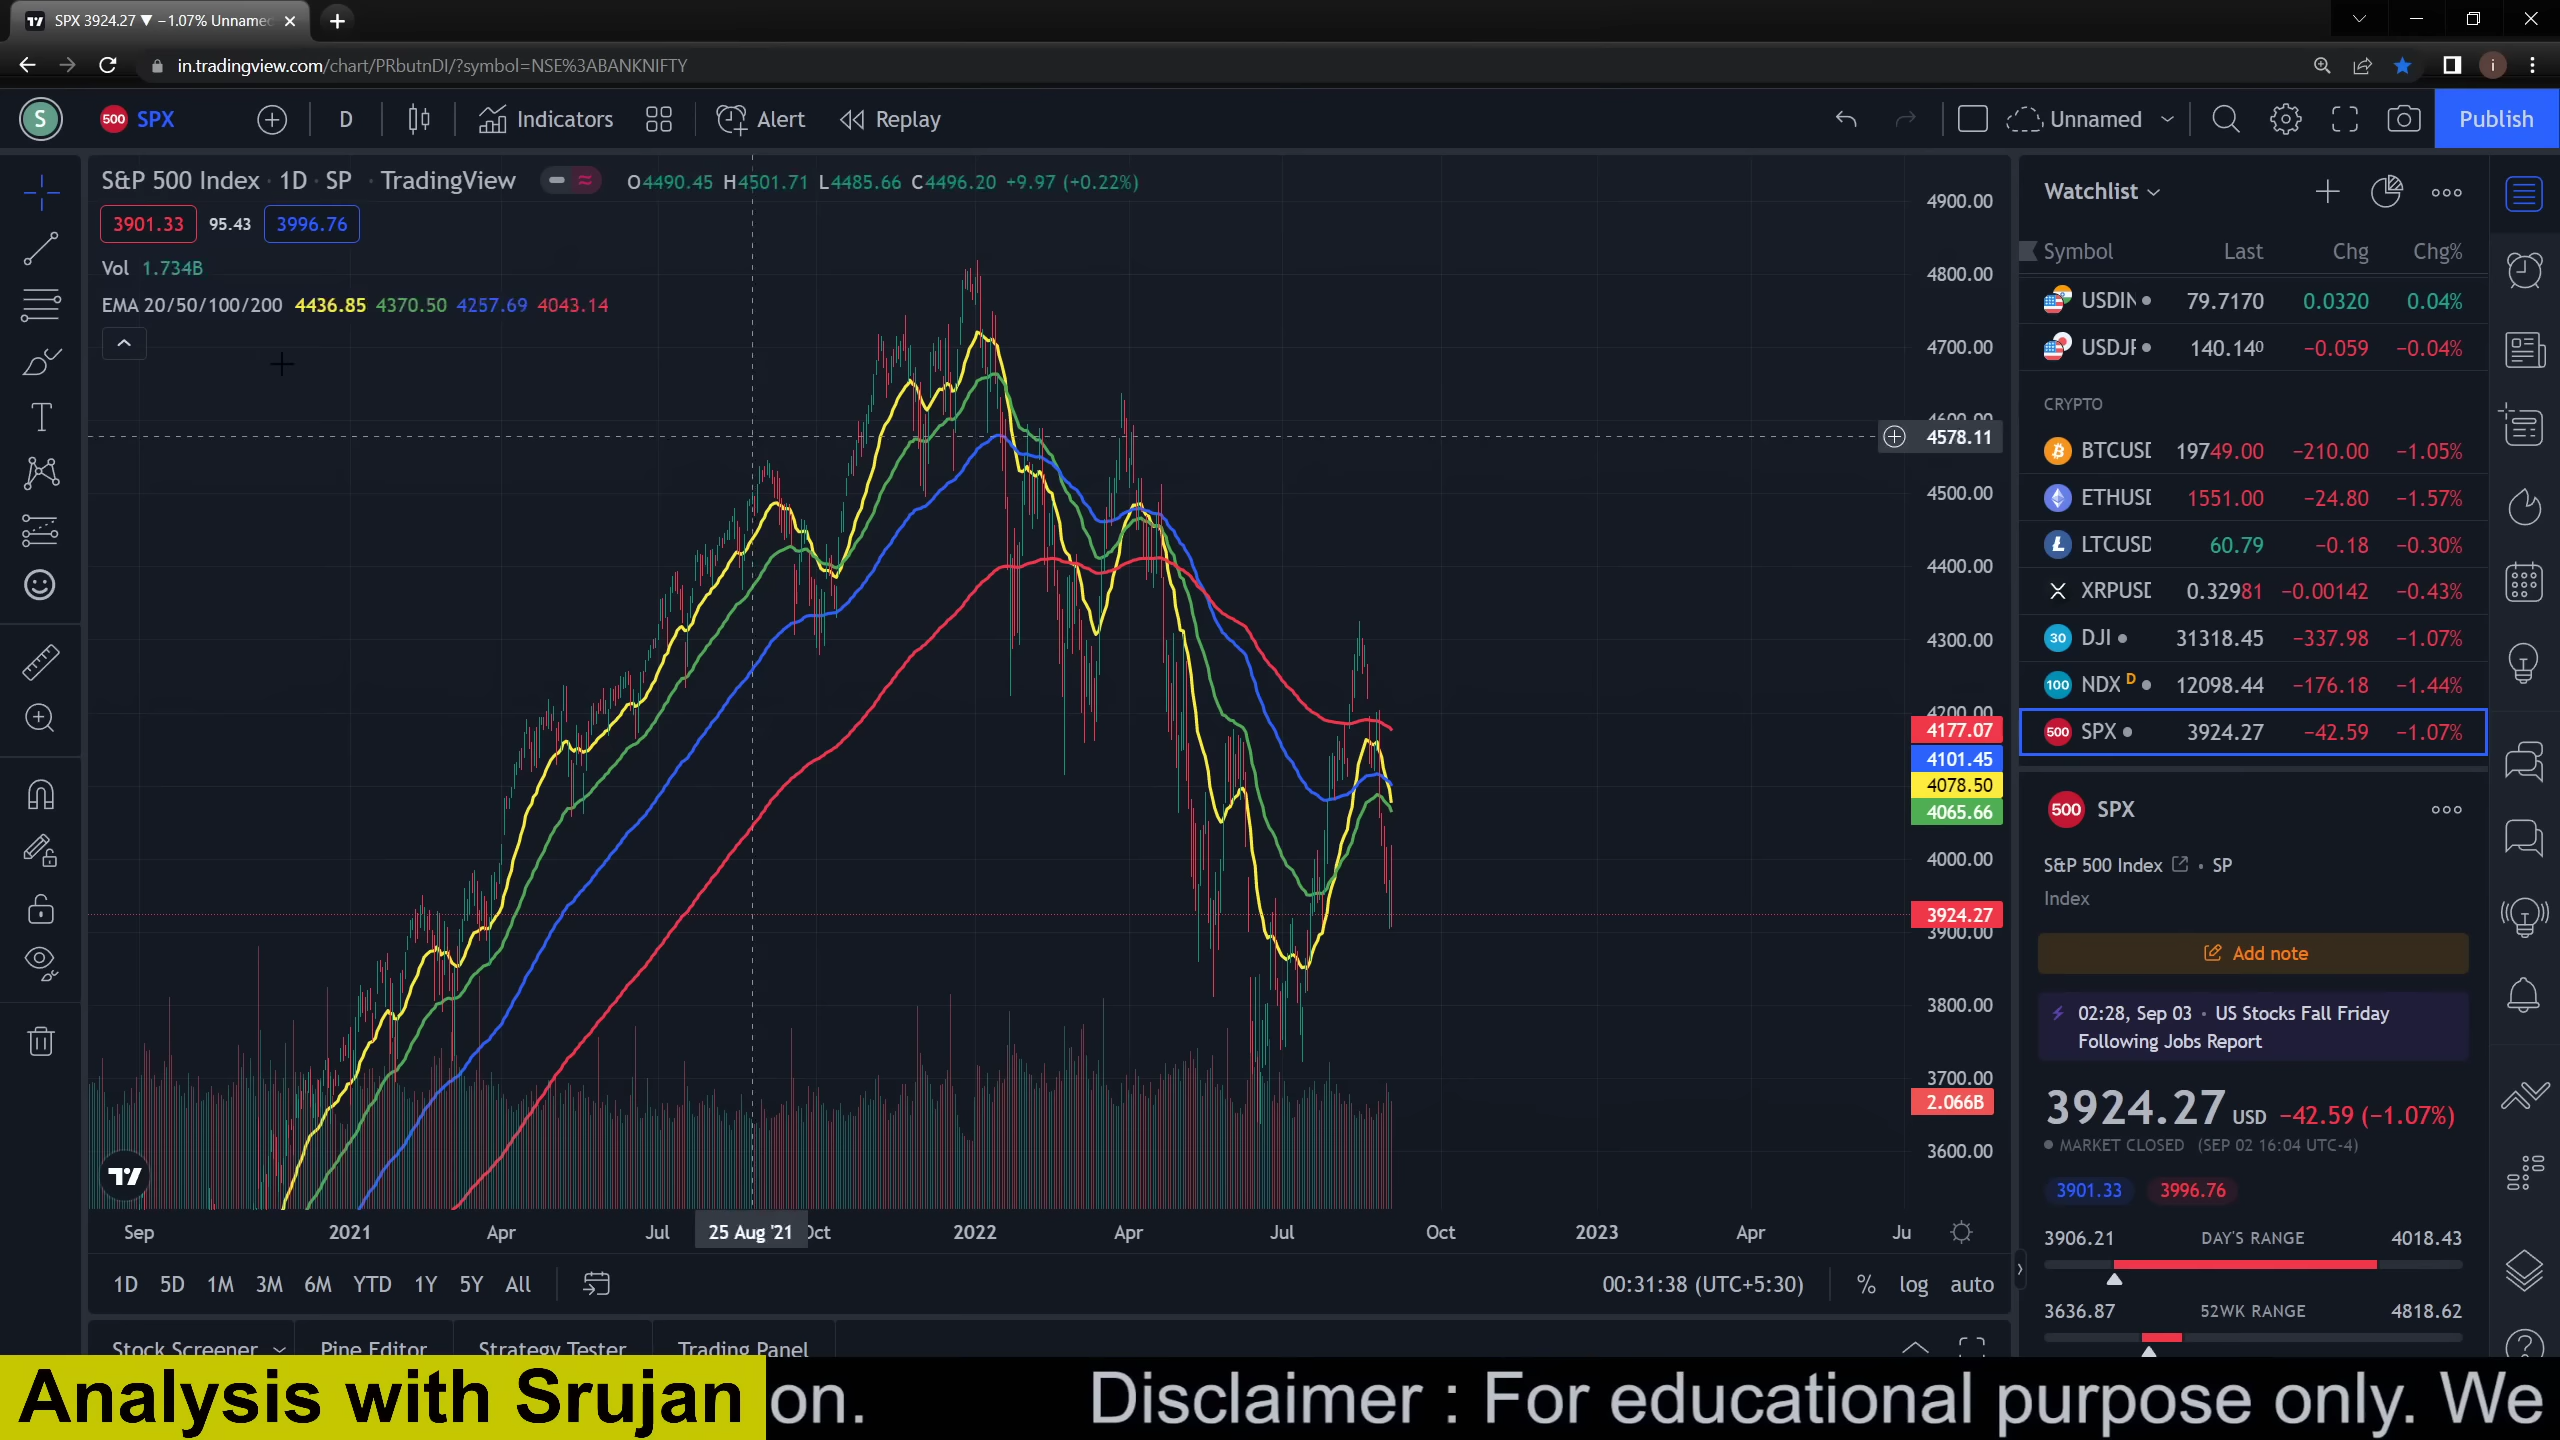 SPX 3924.27 ▼ −1.07% Unnamed
in.tradingview.com/chart/PRbutnDI/?symbol=NSE%3ABANKNIFTY
i
S 500 SPX D Indicators Alert Replay Unnamed Publish
S&P 500 Index · 1D · SP · TradingView O4490.45 H4501.71 L4485.66 C4496.20 +9.97 (+0.22%)
3901.33 95.43 3996.76
Vol 1.734B
EMA 20/50/100/200 4436.85 4370.50 4257.69 4043.14
4900.00
4800.00
4700.00
4600.00
4578.11
4500.00
4400.00
4300.00
4200.00
4177.07
4101.45
4078.50
4065.66
4000.00
3924.27
3900.00
3800.00
3700.00
2.066B
3600.00
Sep 2021 Apr Jul 25 Aug '21 Oct 2022 Apr Jul Oct 2023 Apr Ju
1D 5D 1M 3M 6M YTD 1Y 5Y All 00:31:38 (UTC+5:30) % log auto
Stock Screener Pine Editor Strategy Tester Trading Panel
Watchlist
Symbol Last Chg Chg%
USDIN 79.7170 0.0320 0.04%
USDJP 140.140 −0.059 −0.04%
CRYPTO
BTCUSD 19749.00 −210.00 −1.05%
ETHUSD 1551.00 −24.80 −1.57%
LTCUSD 60.79 −0.18 −0.30%
XRPUSD 0.32981 −0.00142 −0.43%
30 DJI 31318.45 −337.98 −1.07%
100 NDX D 12098.44 −176.18 −1.44%
500 SPX 3924.27 −42.59 −1.07%
500 SPX
S&P 500 Index · SP
Index
Add note
02:28, Sep 03 · US Stocks Fall Friday
Following Jobs Report
3924.27 USD −42.59 (−1.07%)
MARKET CLOSED (SEP 02 16:04 UTC-4)
3901.33 3996.76
3906.21 DAY'S RANGE 4018.43
3636.87 52WK RANGE 4818.62
Analysis with Srujan on. Disclaimer : For educational purpose only. We